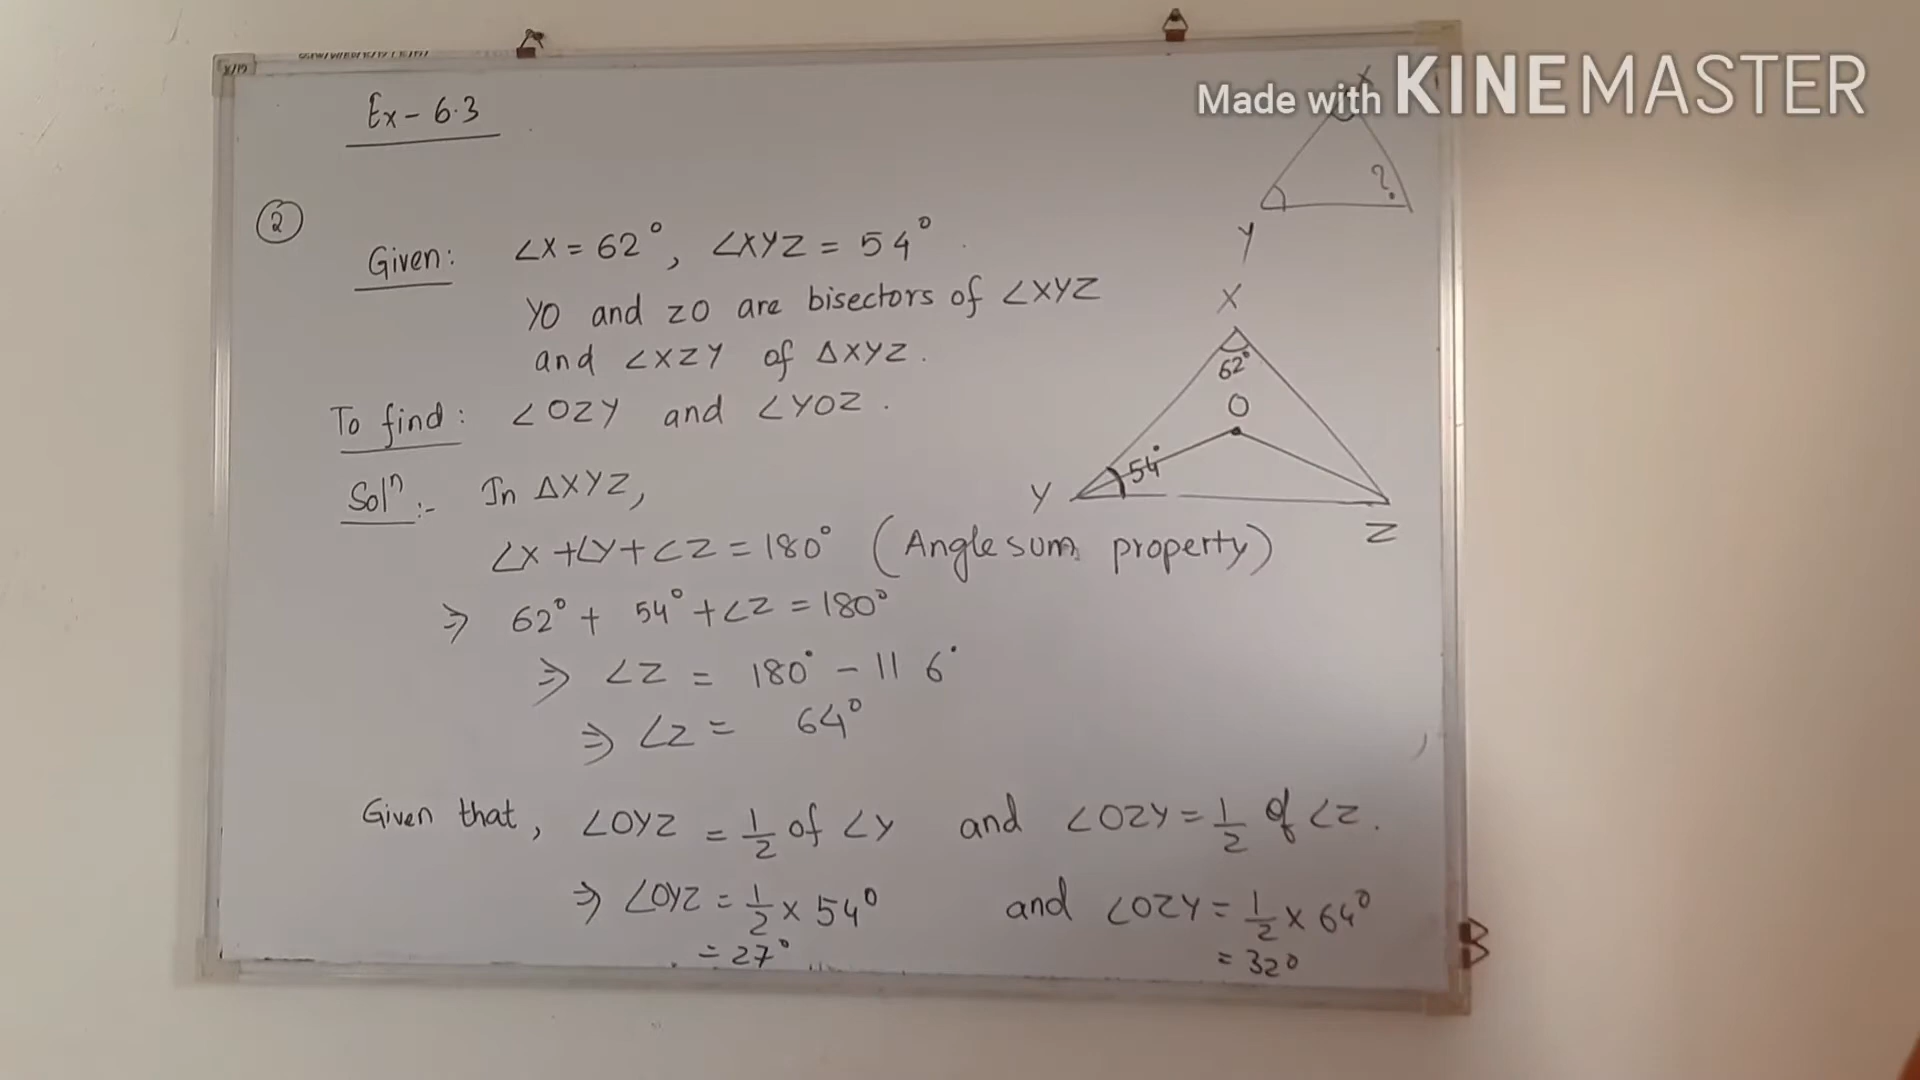 Made with KINEMASTER
Ex - 6.3
X
?
Y
②
Given: ∠X = 62°, ∠XYZ = 54°
YO and ZO are bisectors of ∠XYZ
and ∠XZY of ΔXYZ.
To find: ∠OZY and ∠YOZ.
X
62°
O
54°
Y
Z
Solⁿ:- In ΔXYZ,
∠X + ∠Y + ∠Z = 180° (Angle sum property)
⇒ 62° + 54° + ∠Z = 180°
⇒ ∠Z = 180° - 116°
⇒ ∠Z = 64°
Given that, ∠OYZ = 1/2 of ∠Y and ∠OZY = 1/2 of ∠Z.
⇒ ∠OYZ = 1/2 × 54° and ∠OZY = 1/2 × 64°
= 27° = 32°